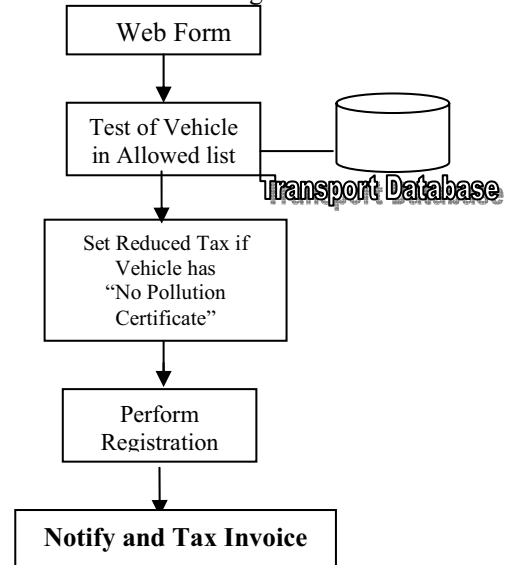 Web Form
Test of Vehicle
in Allowed list
Transport Database
Set Reduced Tax if
Vehicle has
“No Pollution
Certificate”
Perform
Registration
Notify and Tax Invoice